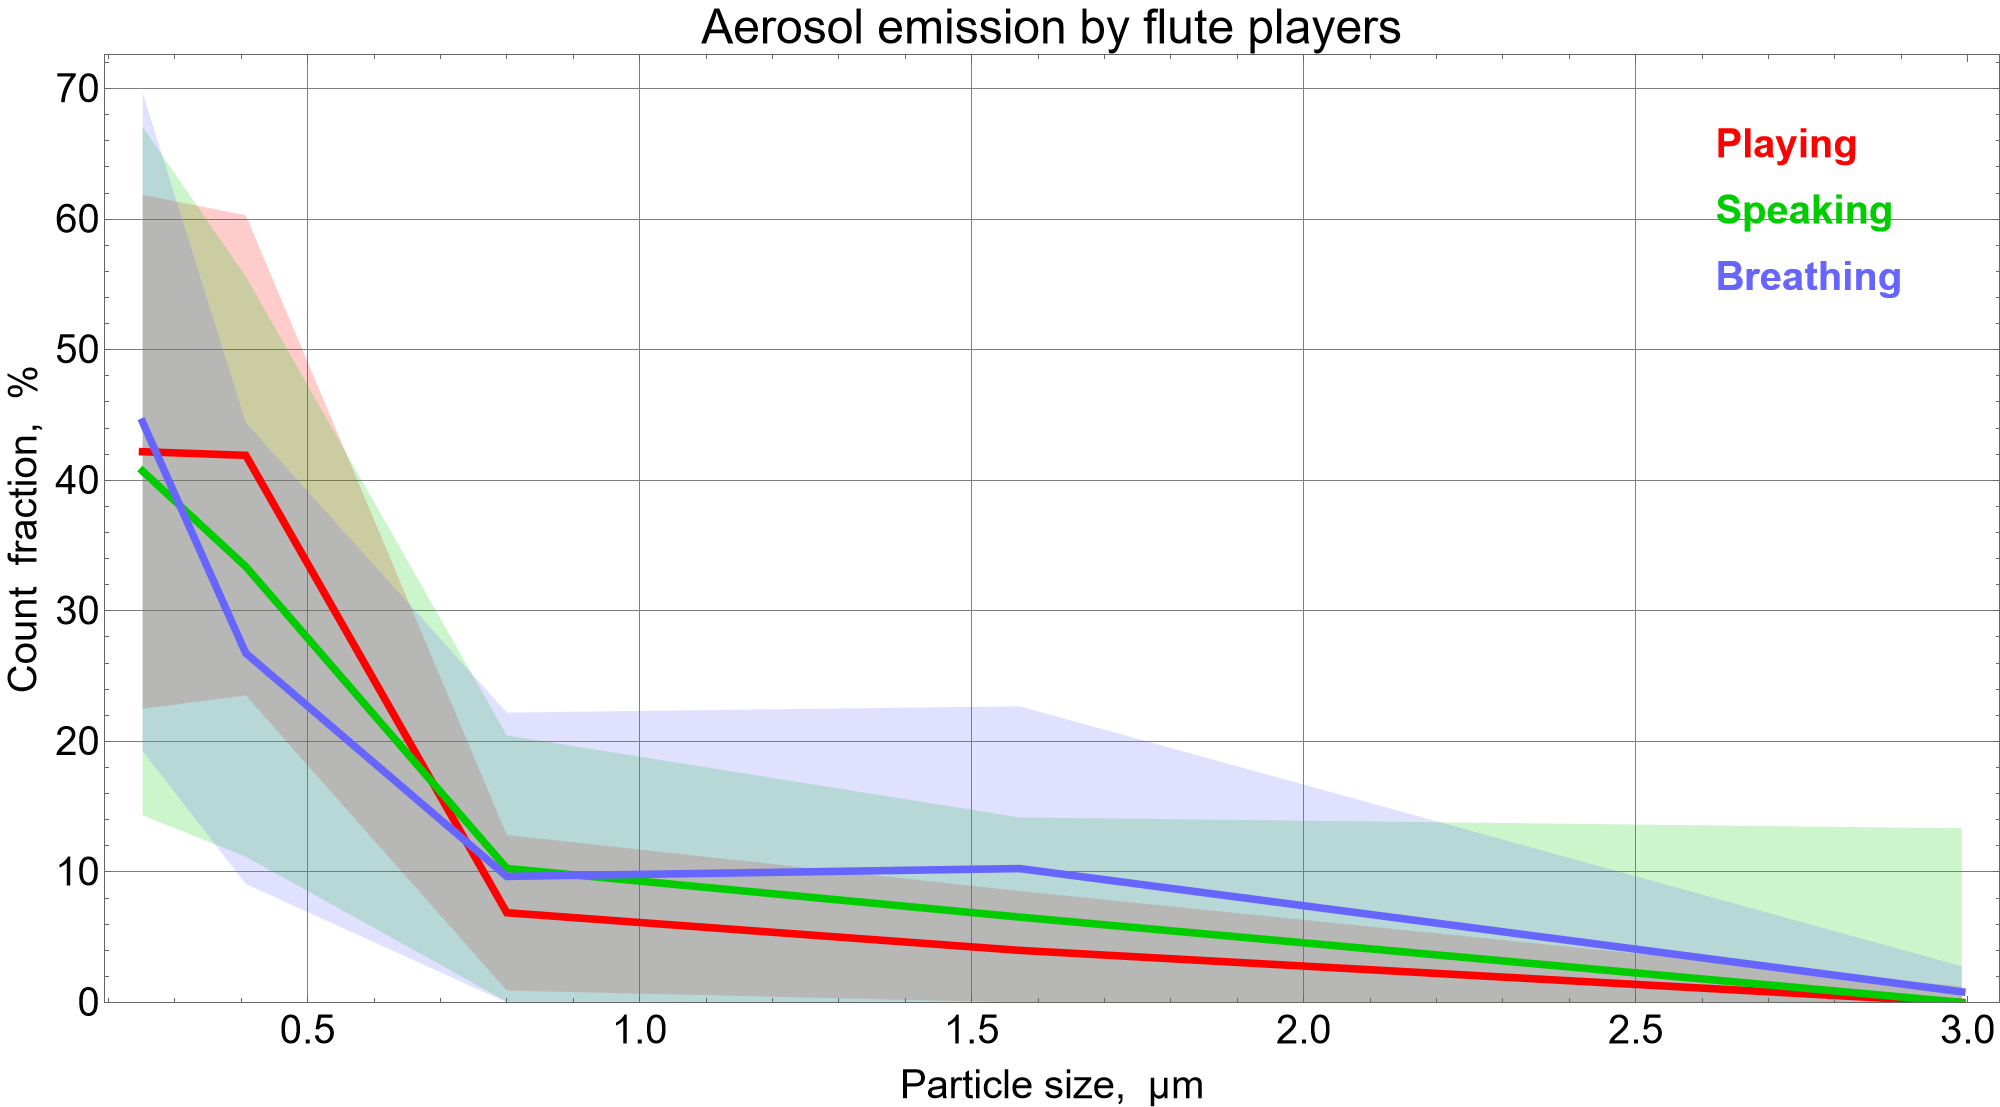 Aerosol emission by flute players
70
60
50
40
30
20
10
0
Count fraction, %
Playing
Speaking
Breathing
0.5 1.0 1.5 2.0 2.5 3.0
Particle size, μm